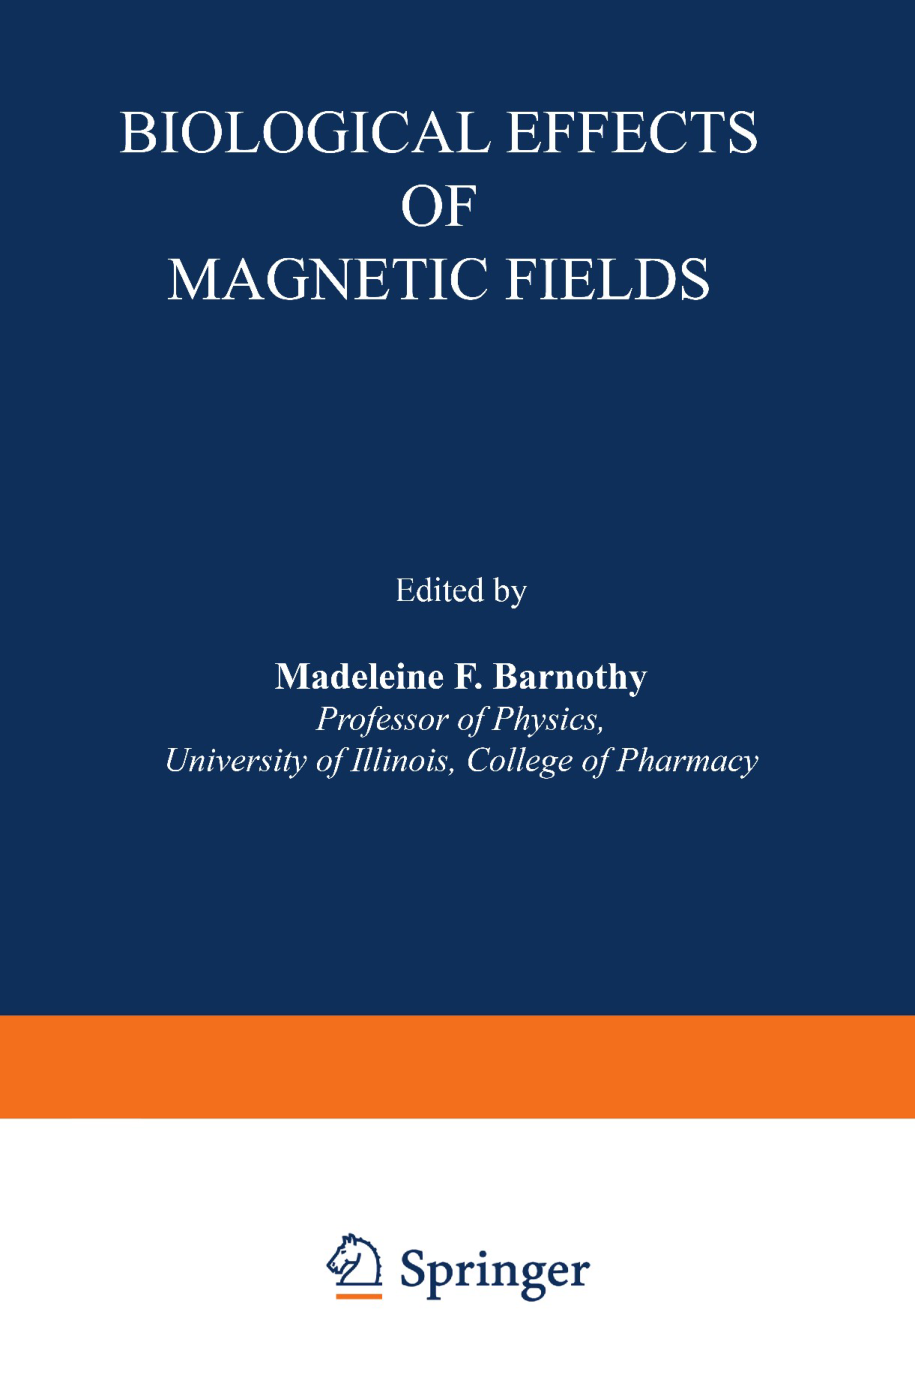 BIOLOGICAL EFFECTS
OF
MAGNETIC FIELDS
Edited by
Madeleine F. Barnothy
Professor of Physics,
University of Illinois, College of Pharmacy
Springer